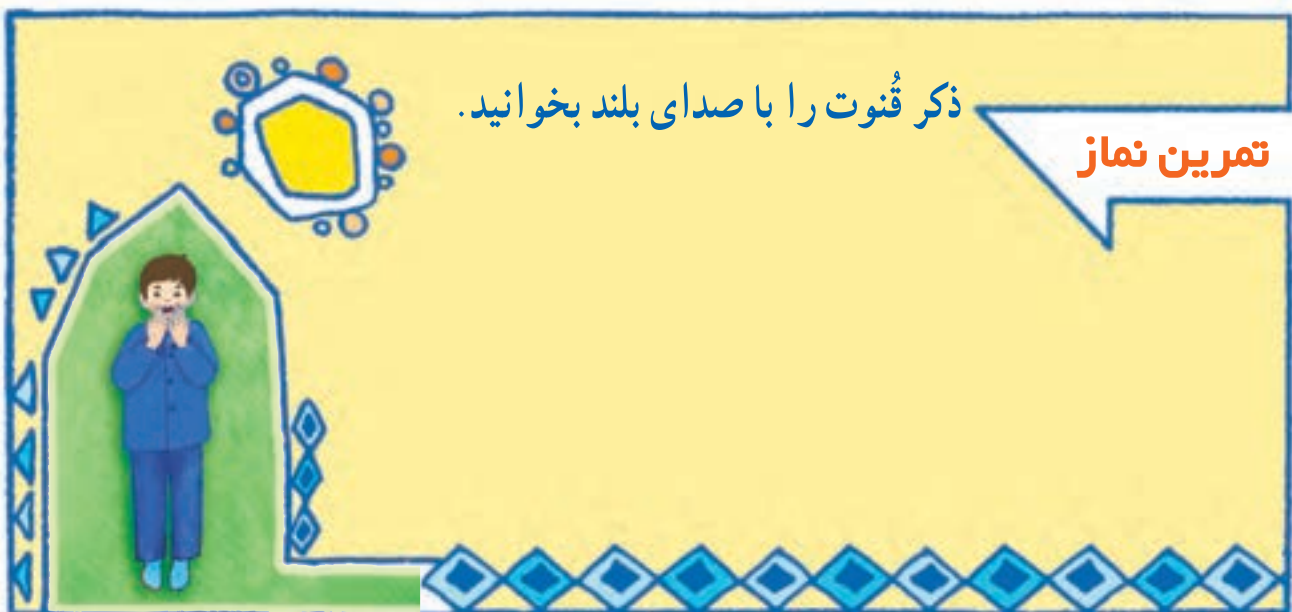 تمرین نماز
ذکر قُنوت را با صدای بلند بخوانید.